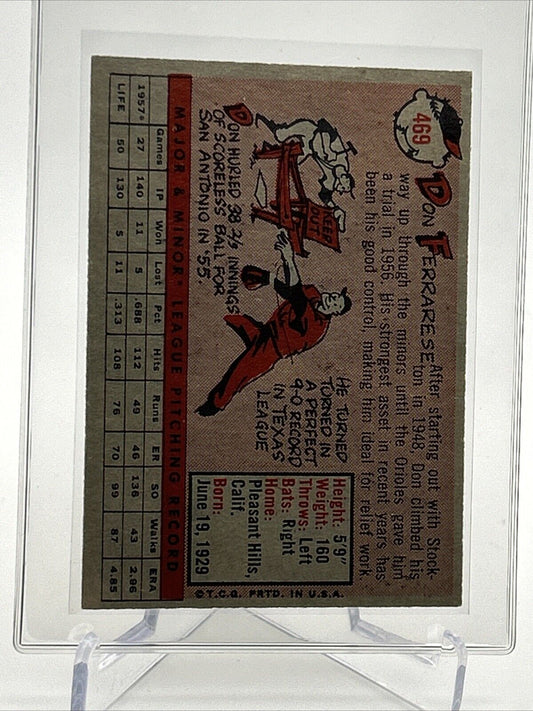 469
DON FERRARESE After starting out with Stock-
ton in 1948, Don climbed his
way up through the minors until the Orioles gave him
a trial in 1956. His strongest asset in recent years has
been his good control, making him ideal for relief work.
KEEP
OUT
DON HURLED 38 2/3 INNINGS
OF SCORELESS BALL FOR
SAN ANTONIO IN '55.
HE TURNED
TURNED IN
A PERFECT
9-0 RECORD
IN TEXAS
LEAGUE
Height: 5'9"
Weight: 160
Throws: Left
Bats: Right
Home:
Pleasant Hills,
Calif.
Born:
June 19, 1929
MAJOR & MINOR LEAGUE PITCHING RECORD
Games IP Won Lost Pct Hits Runs ER SO Walks ERA
1957* 27 140 11 5 .688 112 49 46 136 43 2.96
LIFE 50 130 5 11 .313 108 76 70 99 87 4.85
© T.C.G. PRTD. IN U.S.A.